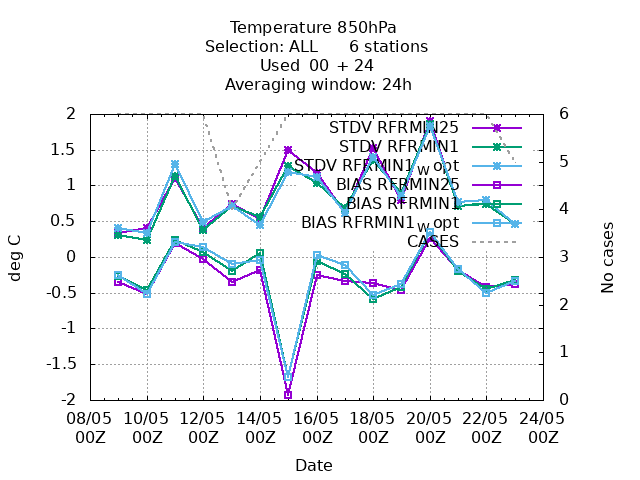 Temperature 850hPa
Selection: ALL 6 stations
Used 00 + 24
Averaging window: 24h
2
1.5
1
0.5
0
-0.5
-1
-1.5
-2
6
5
4
3
2
1
0
deg C
No cases
STDV RFRMIN25
STDV RFRMIN1
STDV RFRMIN1_w opt
BIAS RFRMIN25
BIAS RFRMIN1
BIAS RFRMIN1_w opt
CASES
08/05 10/05 12/05 14/05 16/05 18/05 20/05 22/05 24/05
00Z 00Z 00Z 00Z 00Z 00Z 00Z 00Z 00Z
Date